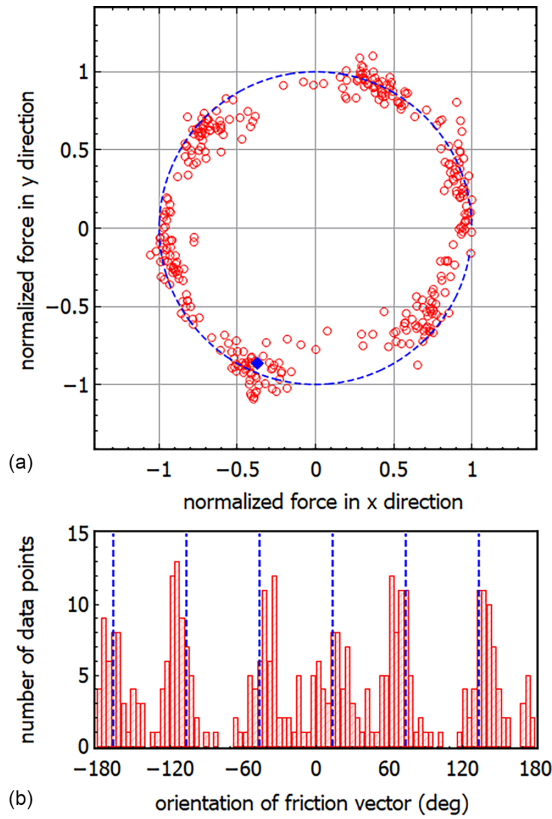 1
0.5
0
−0.5
−1
normalized force in y direction
−1 −0.5 0 0.5 1
(a)
normalized force in x direction
15
10
5
0
number of data points
−180 −120 −60 0 60 120 180
(b)
orientation of friction vector (deg)